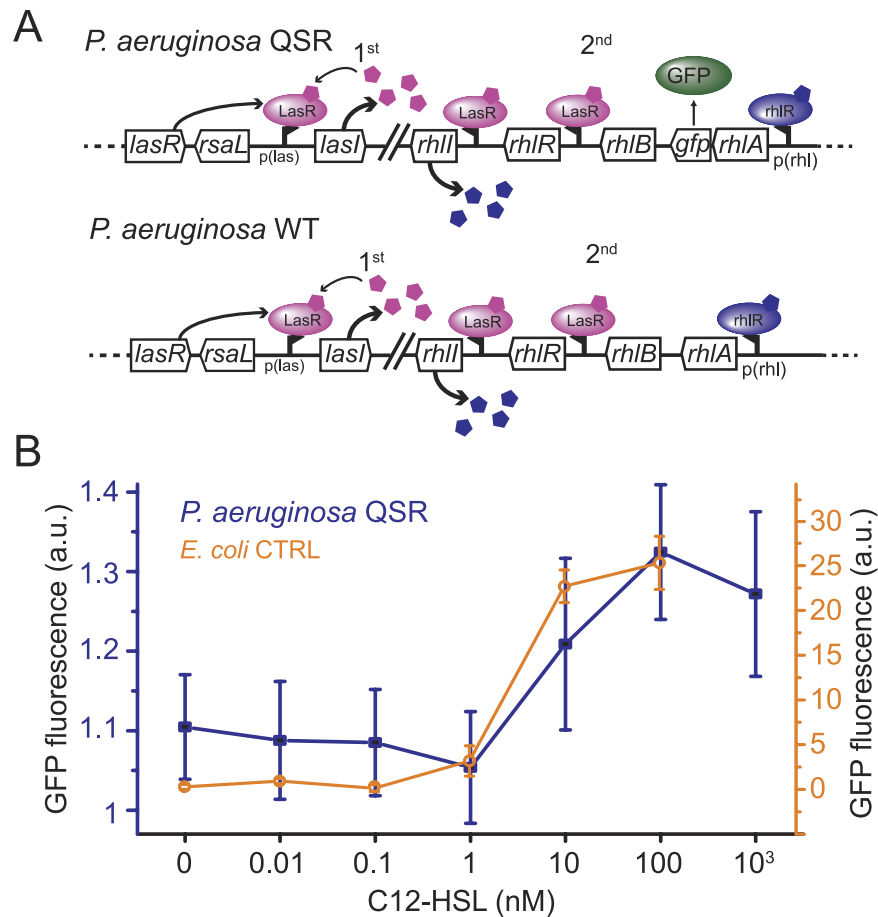 A
P. aeruginosa QSR
1st
2nd
GFP
LasR
LasR
LasR
rhlR
lasR
rsaL
p(las)
lasI
rhlI
rhlR
rhlB
gfp
rhlA
p(rhl)
P. aeruginosa WT
1st
2nd
LasR
LasR
LasR
rhlR
lasR
rsaL
p(las)
lasI
rhlI
rhlR
rhlB
rhlA
p(rhl)
B
P. aeruginosa QSR
E. coli CTRL
GFP fluorescence (a.u.)
1.4
1.3
1.2
1.1
1
30
25
20
15
10
5
0
GFP fluorescence (a.u.)
0 0.01 0.1 1 10 100 10³
C12-HSL (nM)